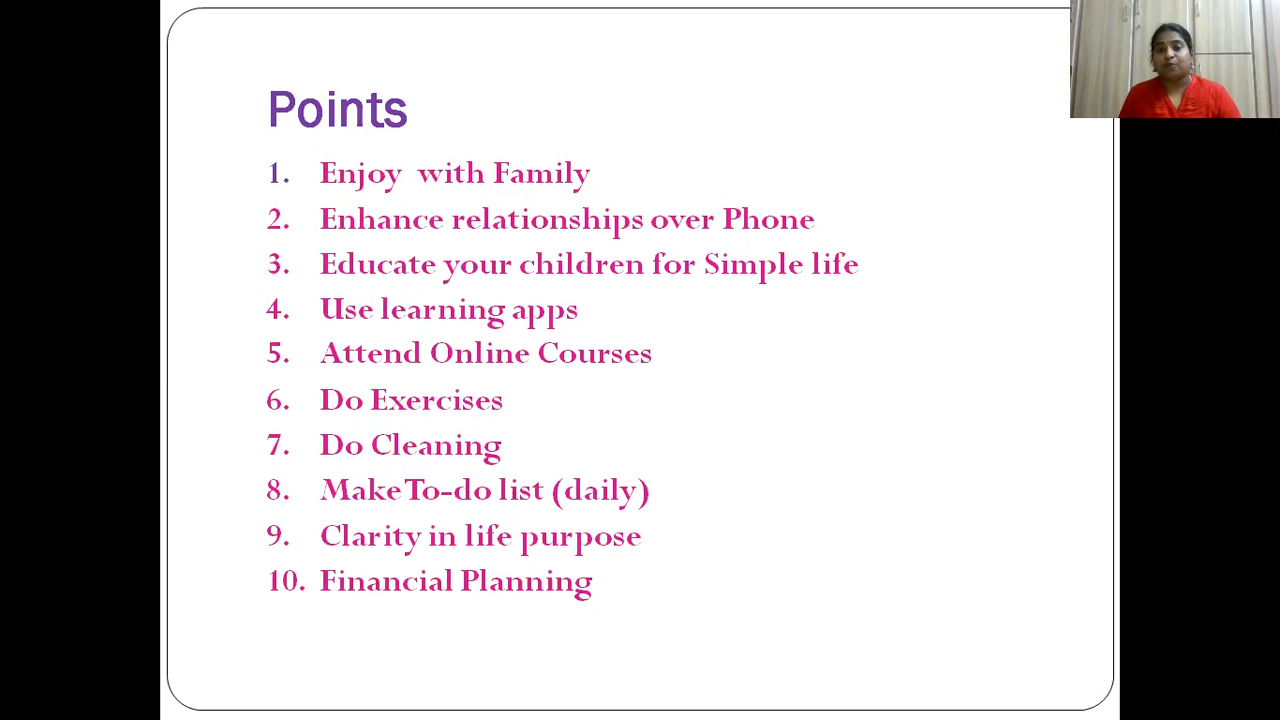 Points
1. Enjoy with Family
2. Enhance relationships over Phone
3. Educate your children for Simple life
4. Use learning apps
5. Attend Online Courses
6. Do Exercises
7. Do Cleaning
8. Make To-do list (daily)
9. Clarity in life purpose
10. Financial Planning